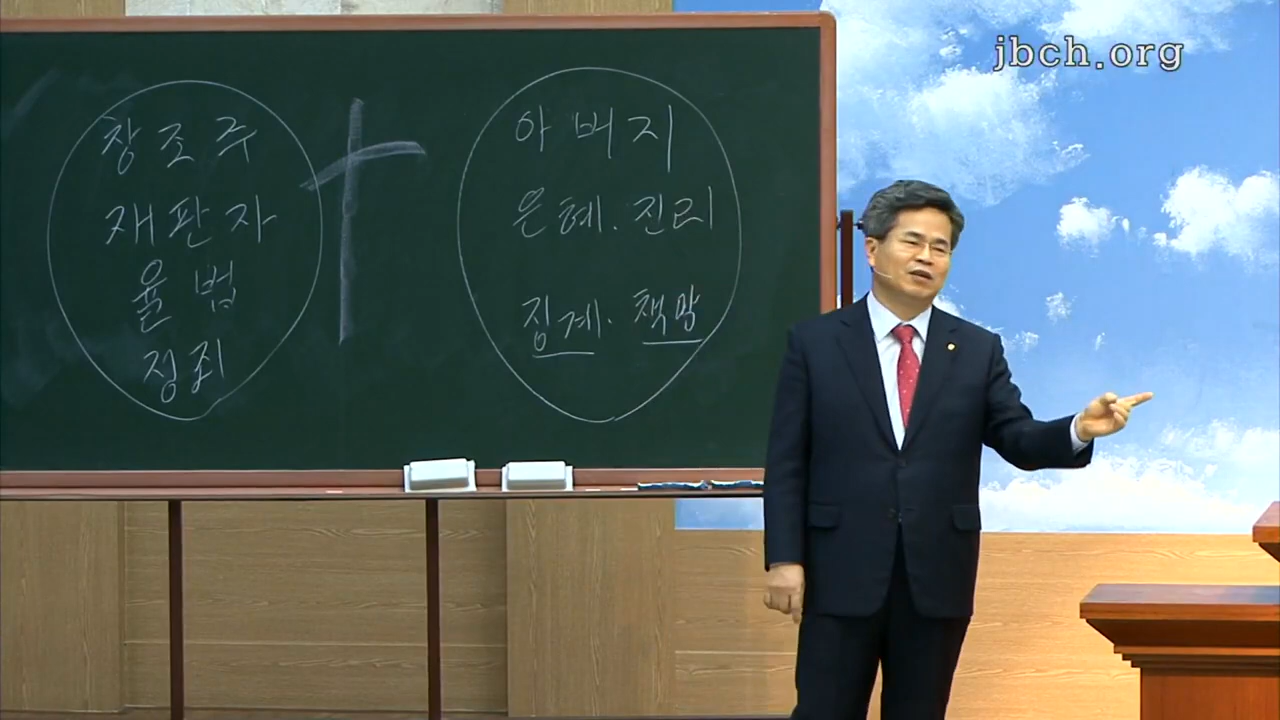 jbch.org
창조주
재판자
율법
정죄
아버지
은혜. 진리
징계. 책망